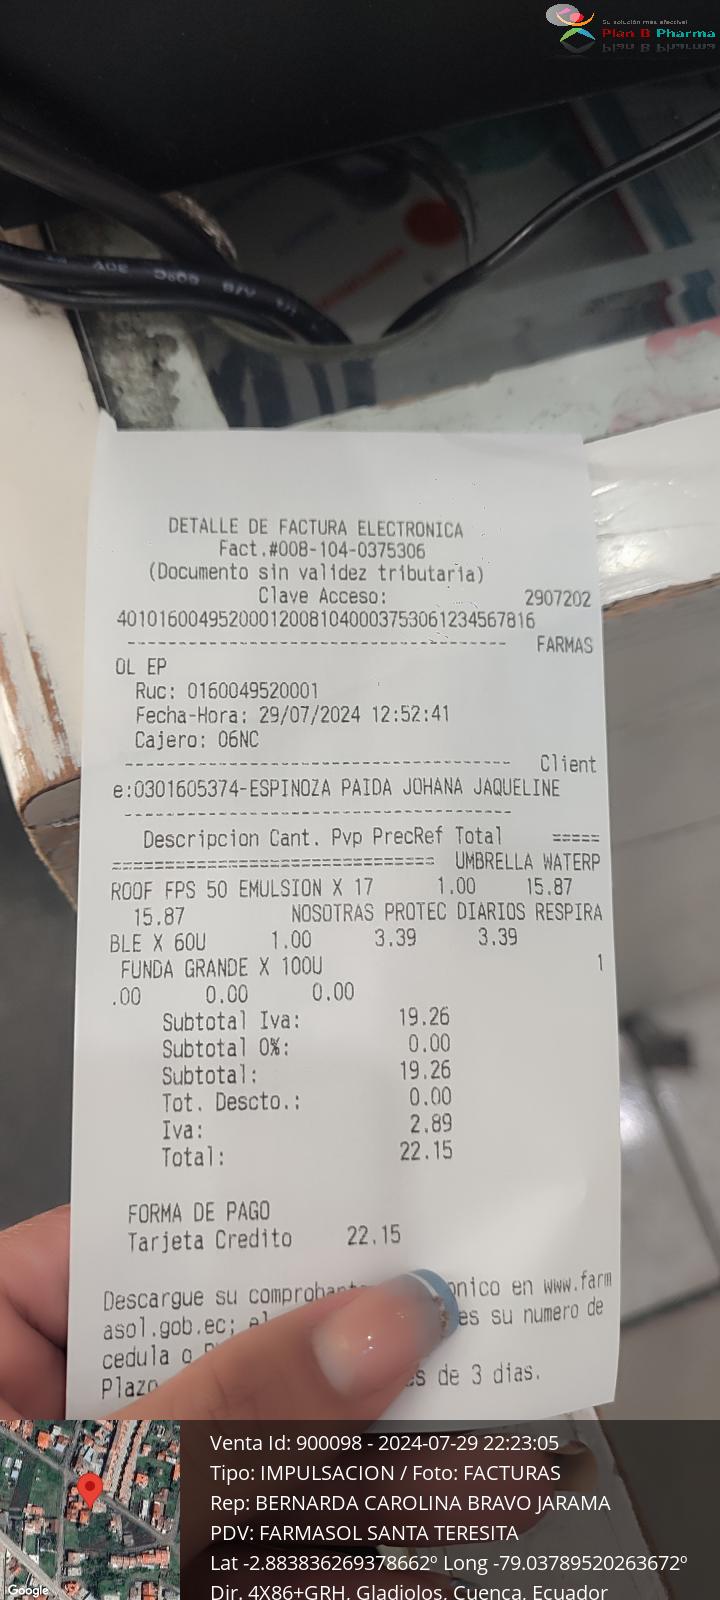 Su solución más efectiva!
Plan B Pharma
DETALLE DE FACTURA ELECTRONICA
Fact.#008-104-0375306
(Documento sin validez tributaria)
Clave Acceso: 2907202
401016004952000120081040003753061234567816
----------------------------------- FARMAS
OL EP
Ruc: 0160049520001
Fecha-Hora: 29/07/2024 12:52:41
Cajero: 06NC
----------------------------------- Client
e:0301605374-ESPINOZA PAIDA JOHANA JAQUELINE
-----------------------------------
Descripcion Cant. Pvp PrecRef Total =====
=============================== UMBRELLA WATERP
ROOF FPS 50 EMULSION X 17 1.00 15.87
15.87 NOSOTRAS PROTEC DIARIOS RESPIRA
BLE X 60U 1.00 3.39 3.39
FUNDA GRANDE X 100U 1
.00 0.00 0.00
Subtotal Iva: 19.26
Subtotal 0%: 0.00
Subtotal: 19.26
Tot. Descto.: 0.00
Iva: 2.89
Total: 22.15
FORMA DE PAGO
Tarjeta Credito 22.15
Descargue su en www.farm
asol.gob.ec; es su numero de
cedula o
Plazo de 3 dias.
Google
Venta Id: 900098 - 2024-07-29 22:23:05
Tipo: IMPULSACION / Foto: FACTURAS
Rep: BERNARDA CAROLINA BRAVO JARAMA
PDV: FARMASOL SANTA TERESITA
Lat -2.883836269378662º Long -79.03789520263672º
Dir. 4X86+GRH, Gladiolos, Cuenca, Ecuador